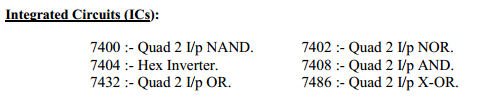 Integrated Circuits (ICs):
7400 :- Quad 2 I/p NAND. 7402 :- Quad 2 I/p NOR.
7404 :- Hex Inverter. 7408 :- Quad 2 I/p AND.
7432 :- Quad 2 I/p OR. 7486 :- Quad 2 I/p X-OR.